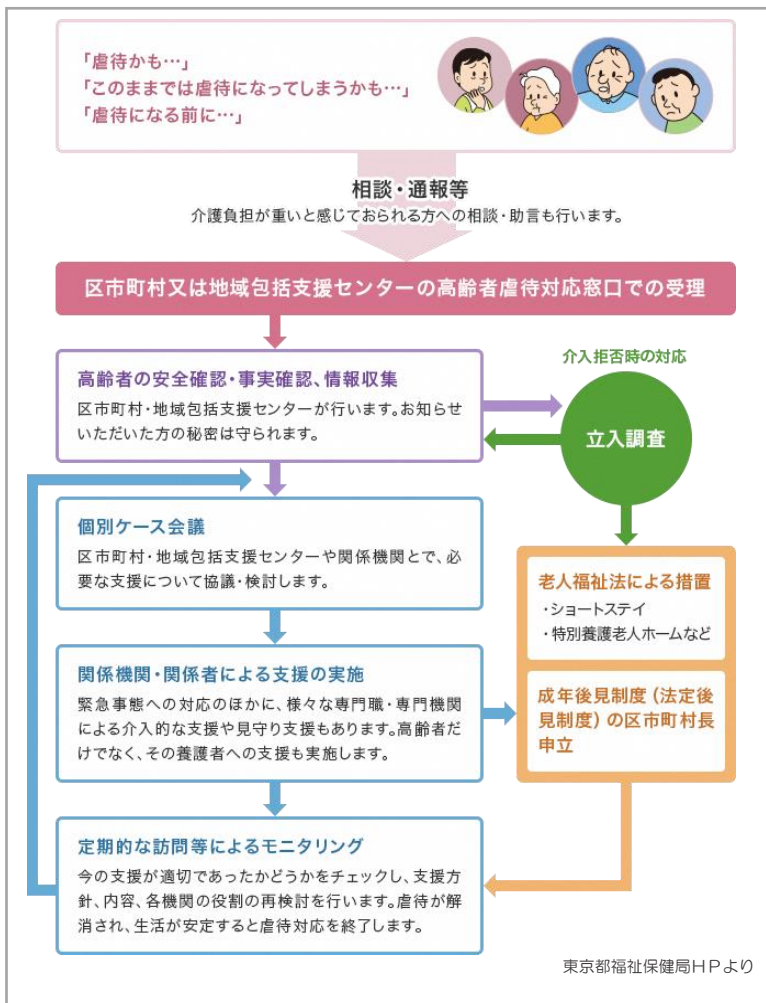 「虐待かも…」
「このままでは虐待になってしまうかも…」
「虐待になる前に…」
相談・通報等
介護負担が重いと感じておられる方への相談・助言も行います。
区市町村又は地域包括支援センターの高齢者虐待対応窓口での受理
高齢者の安全確認・事実確認、情報収集
区市町村・地域包括支援センターが行います。お知らせ
いただいた方の秘密は守られます。
介入拒否時の対応
立入調査
個別ケース会議
区市町村・地域包括支援センターや関係機関とで、必
要な支援について協議・検討します。
老人福祉法による措置
・ショートステイ
・特別養護老人ホームなど
関係機関・関係者による支援の実施
緊急事態への対応のほかに、様々な専門職・専門機関
による介入的な支援や見守り支援もあります。高齢者だ
けでなく、その養護者への支援も実施します。
成年後見制度（法定後
見制度）の区市町村長
申立
定期的な訪問等によるモニタリング
今の支援が適切であったかどうかをチェックし、支援方
針、内容、各機関の役割の再検討を行います。虐待が解
消され、生活が安定すると虐待対応を終了します。
東京都福祉保健局ＨＰより